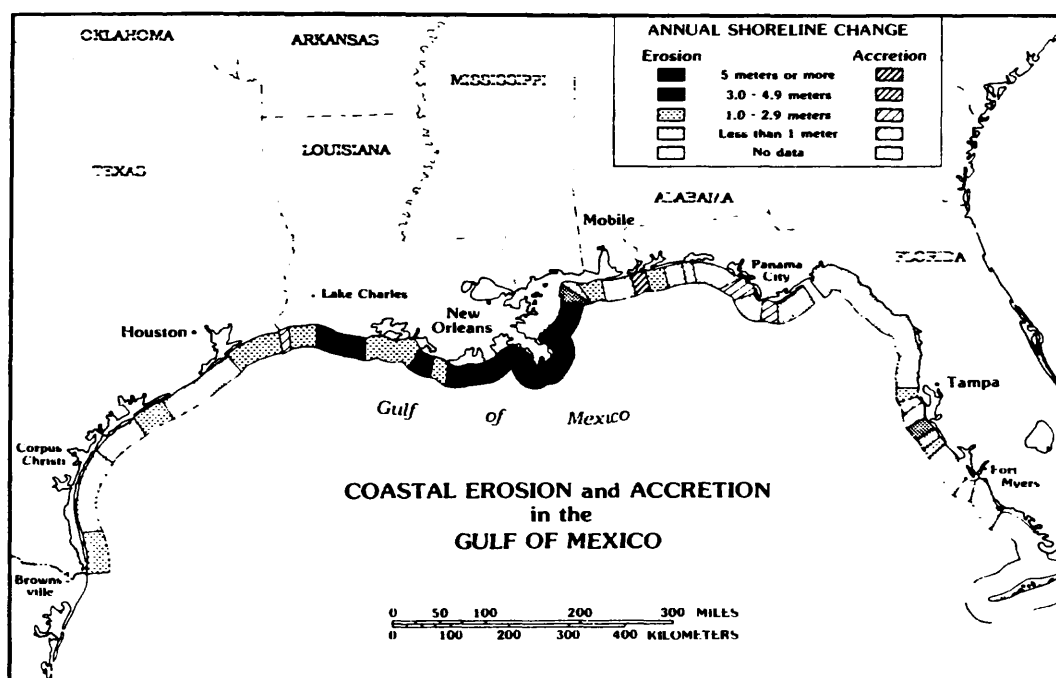 OKLAHOMA
ARKANSAS
MISSISSIPPI
TEXAS
LOUISIANA
ALABAMA
FLORIDA
ANNUAL SHORELINE CHANGE
Erosion Accretion
5 meters or more
3.0 - 4.9 meters
1.0 - 2.9 meters
Less than 1 meter
No data
Mobile
Panama
City
Lake Charles
New
Orleans
Houston
Tampa
Corpus
Christi
Fort
Myers
Browns
ville
Gulf of Mexico
COASTAL EROSION and ACCRETION
in the
GULF OF MEXICO
0 50 100 200 300 MILES
0 100 200 300 400 KILOMETERS